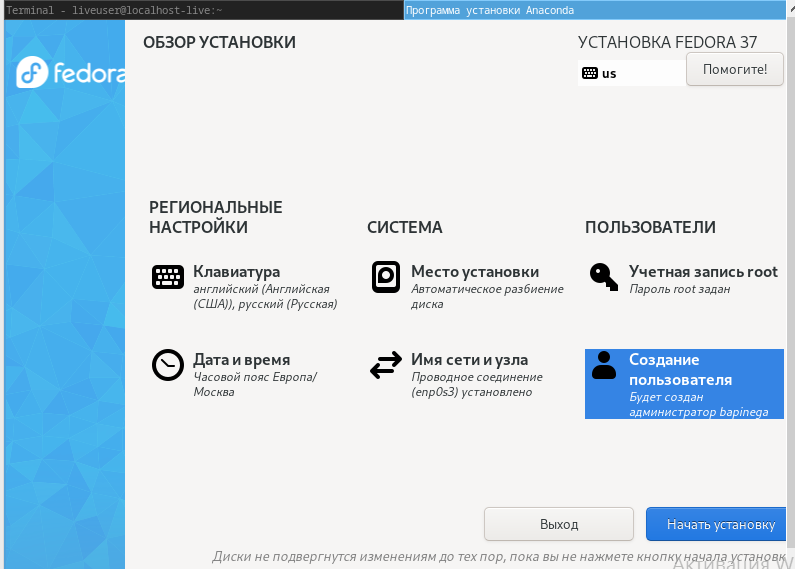 Terminal - liveuser@localhost-live:~
Программа установки Anaconda
fedora
ОБЗОР УСТАНОВКИ
УСТАНОВКА FEDORA 37
us
Помогите!
РЕГИОНАЛЬНЫЕ
НАСТРОЙКИ
Клавиатура
английский (Английская
(США)), русский (Русская)
Дата и время
Часовой пояс Европа/
Москва
СИСТЕМА
Место установки
Автоматическое разбиение
диска
Имя сети и узла
Проводное соединение
(enp0s3) установлено
ПОЛЬЗОВАТЕЛИ
Учетная запись root
Пароль root задан
Создание
пользователя
Будет создан
администратор bapinega
Выход
Начать установку
Диски не подвергнутся изменениям до тех пор, пока вы не нажмете кнопку начала установк
Активация W